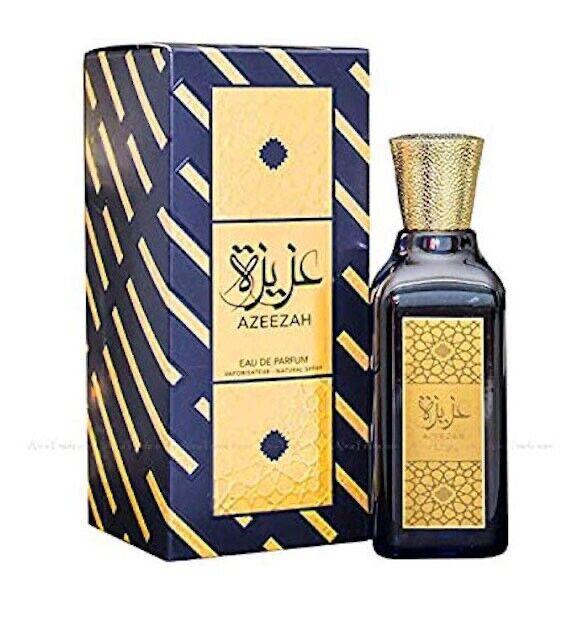 عزيزة
AZEEZAH
EAU DE PARFUM
VAPORISATEUR - NATURAL SPRAY
عزيزة
AZEEZAH